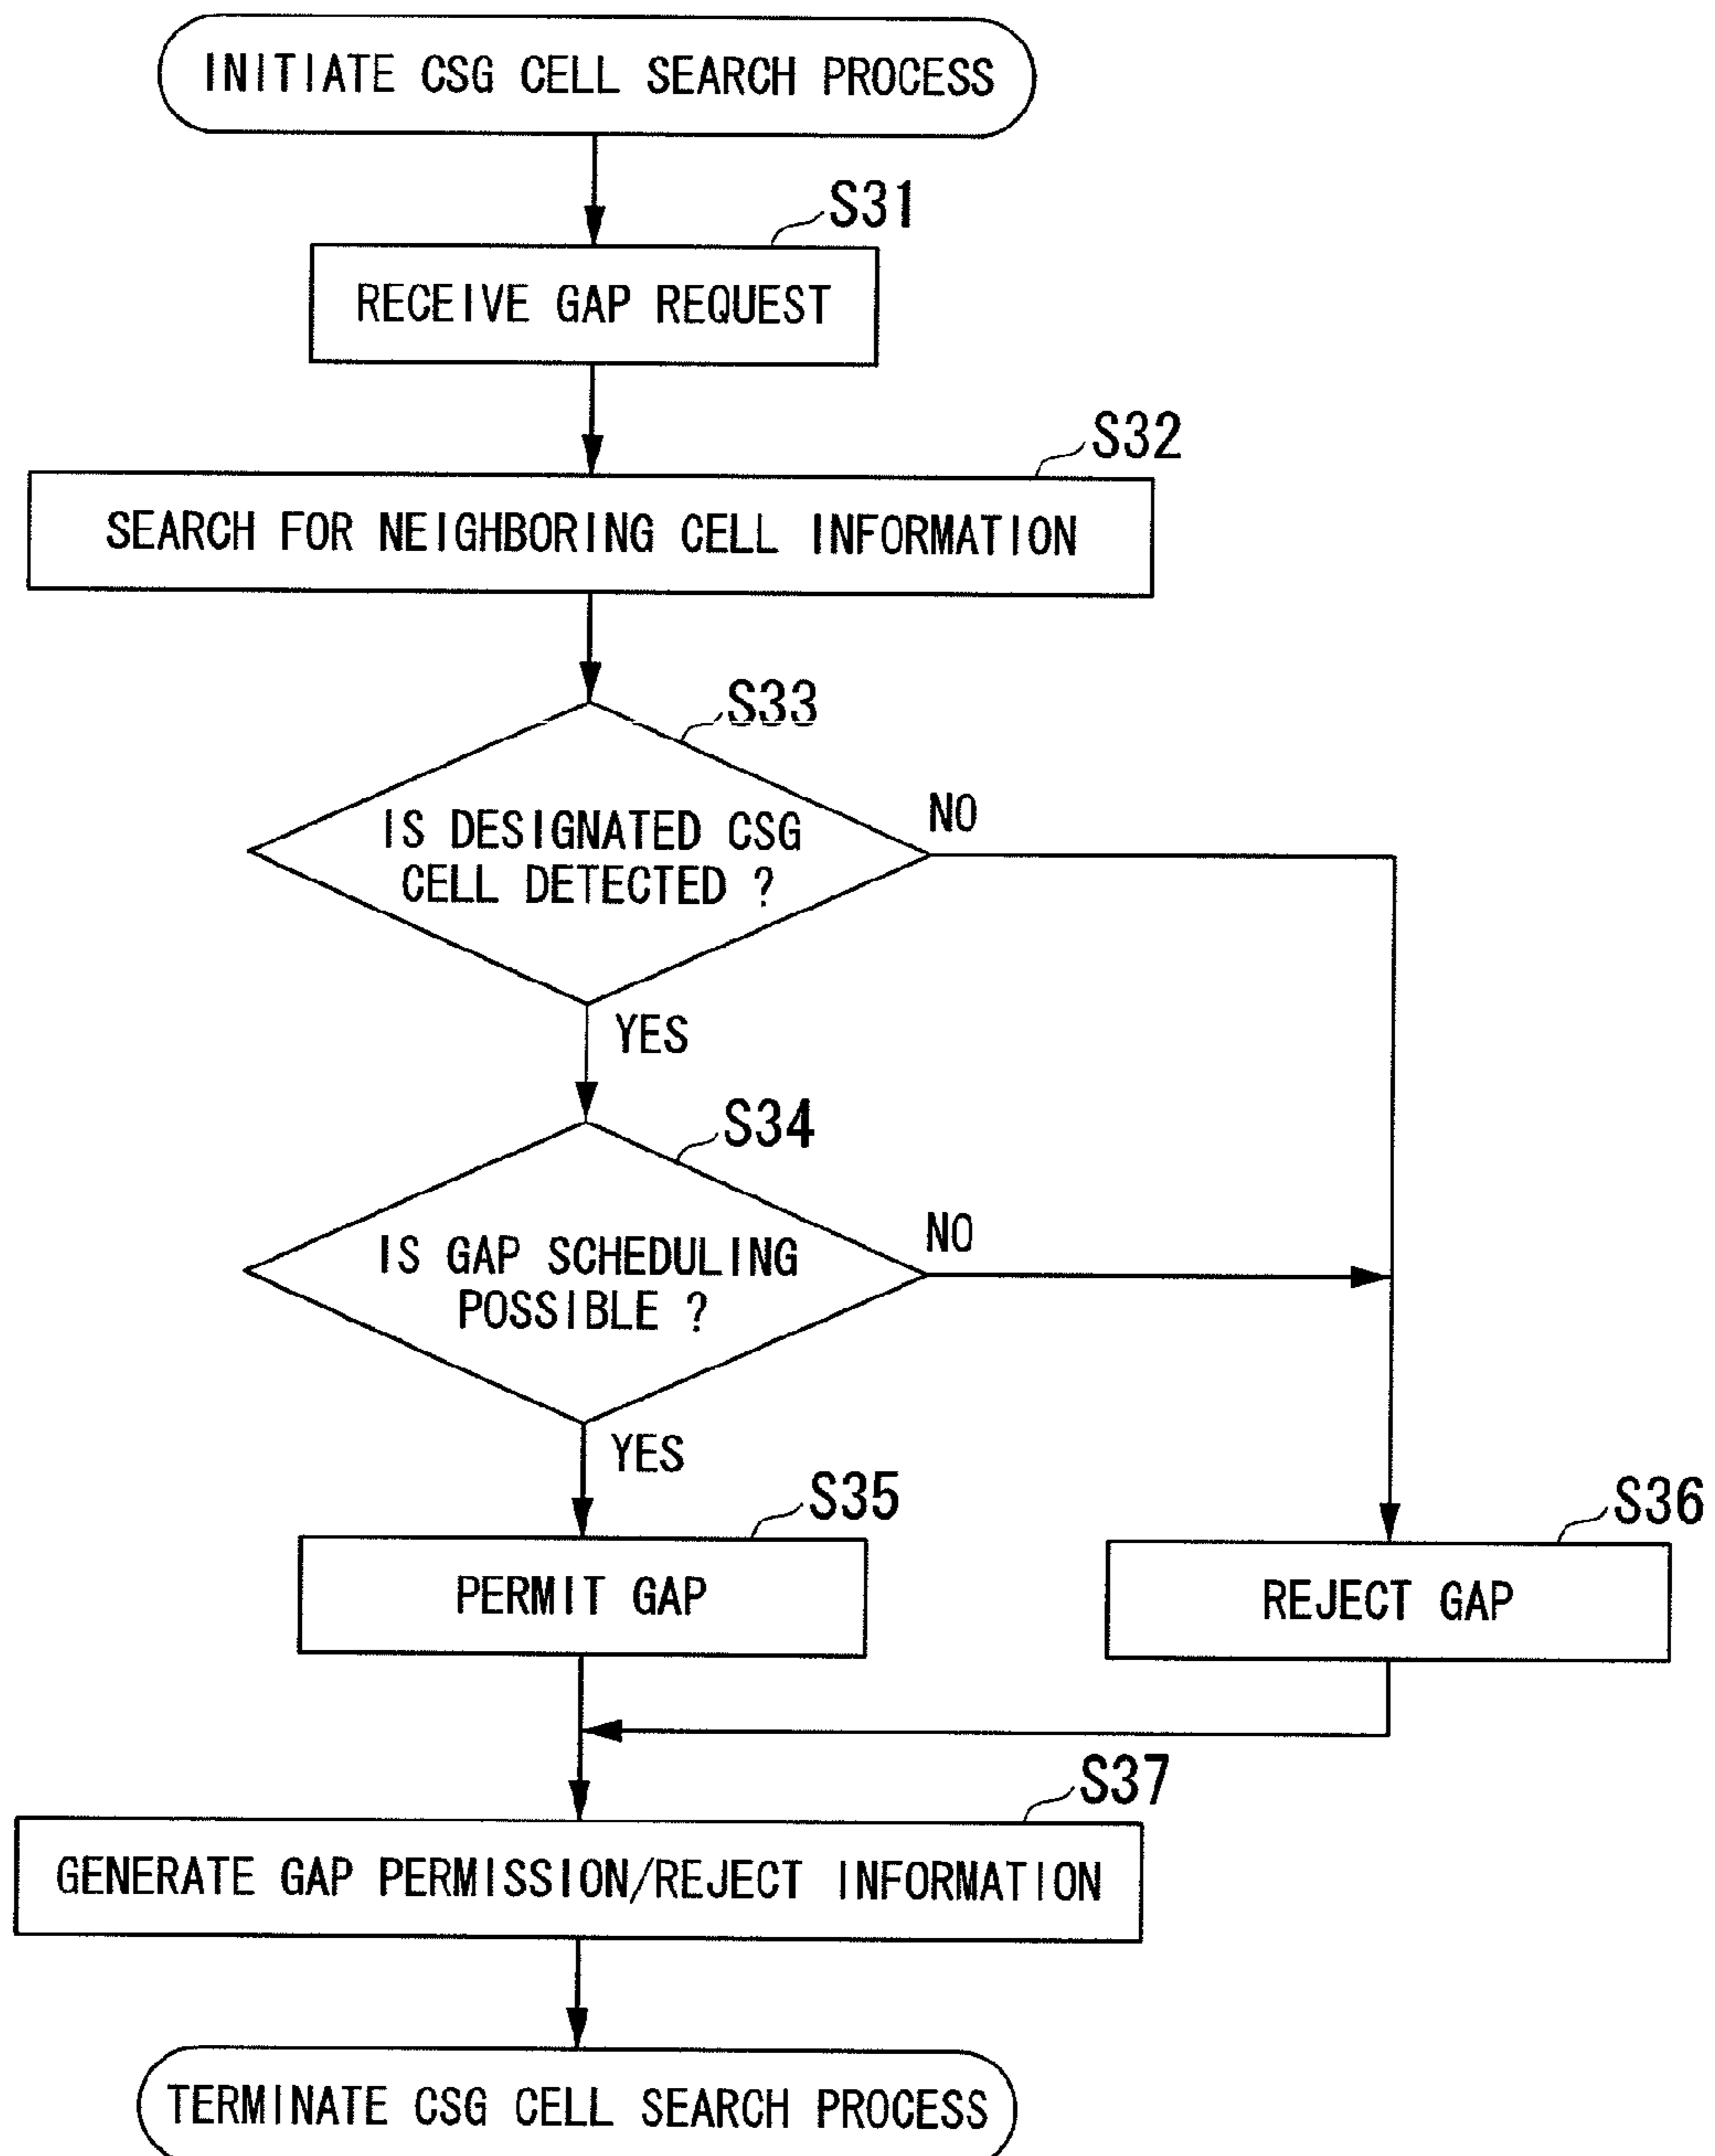 INITIATE CSG CELL SEARCH PROCESS
S31
RECEIVE GAP REQUEST
S32
SEARCH FOR NEIGHBORING CELL INFORMATION
S33
IS DESIGNATED CSG
CELL DETECTED ?
NO
YES
S34
IS GAP SCHEDULING
POSSIBLE ?
NO
YES
S35
PERMIT GAP
S36
REJECT GAP
S37
GENERATE GAP PERMISSION/REJECT INFORMATION
TERMINATE CSG CELL SEARCH PROCESS